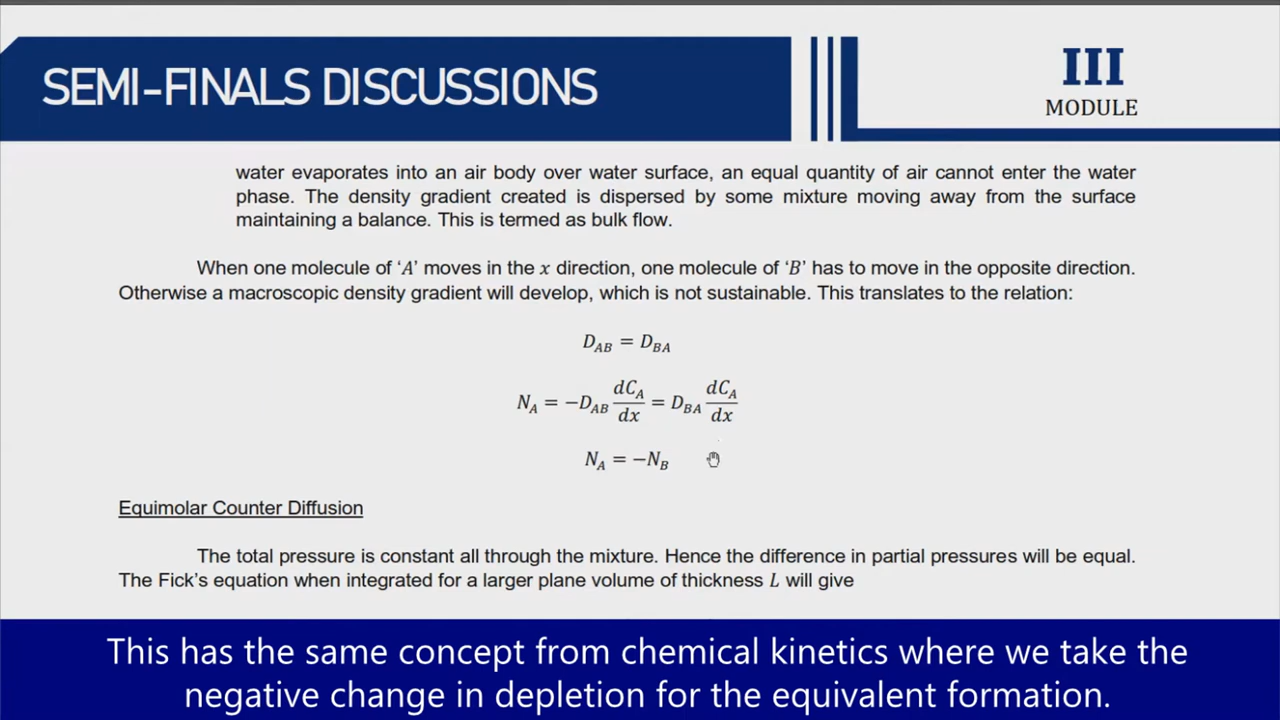 SEMI-FINALS DISCUSSIONS
III
MODULE
water evaporates into an air body over water surface, an equal quantity of air cannot enter the water
phase. The density gradient created is dispersed by some mixture moving away from the surface
maintaining a balance. This is termed as bulk flow.
When one molecule of ‘A’ moves in the x direction, one molecule of ‘B’ has to move in the opposite direction.
Otherwise a macroscopic density gradient will develop, which is not sustainable. This translates to the relation:
D_AB = D_BA
N_A = −D_AB dC_A/dx = D_BA dC_A/dx
N_A = −N_B
Equimolar Counter Diffusion
The total pressure is constant all through the mixture. Hence the difference in partial pressures will be equal.
The Fick’s equation when integrated for a larger plane volume of thickness L will give
This has the same concept from chemical kinetics where we take the
negative change in depletion for the equivalent formation.